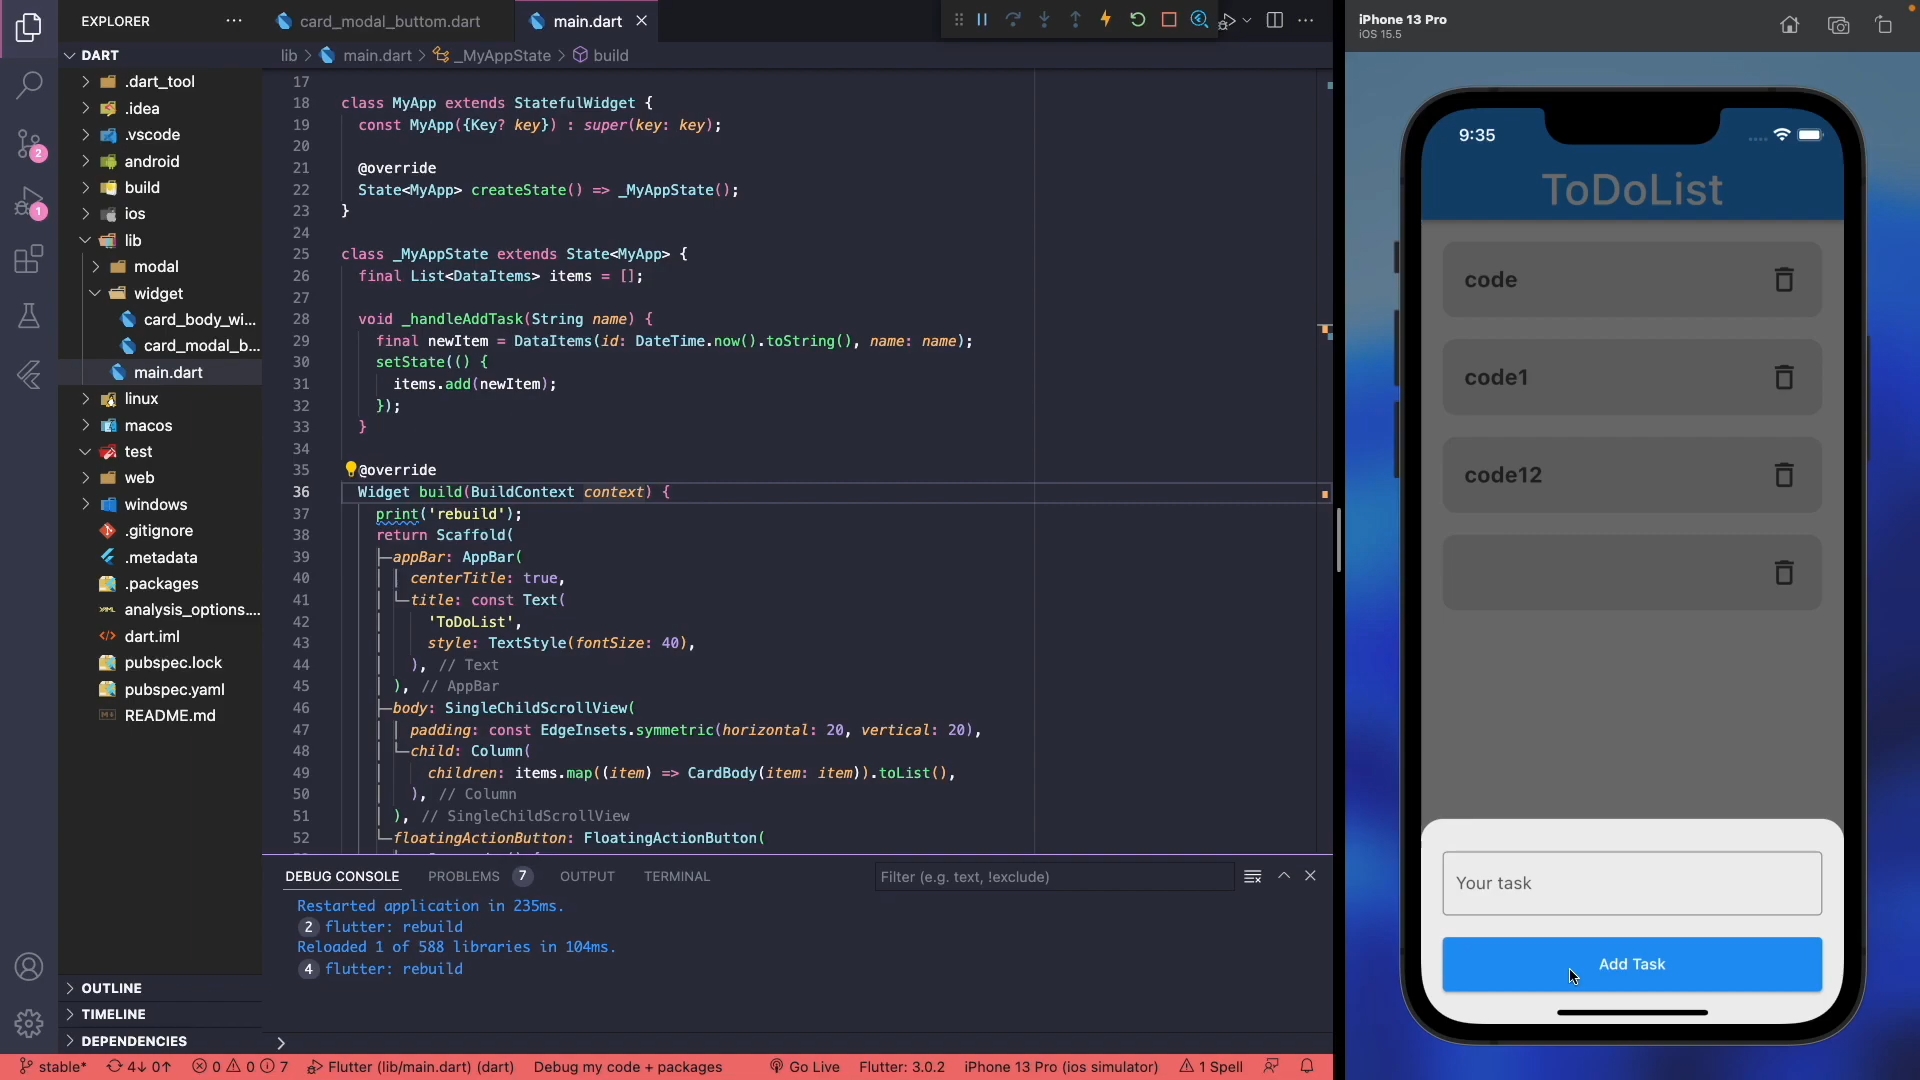 EXPLORER
card_modal_buttom.dart
main.dart
iPhone 13 Pro
iOS 15.5
DART
lib > main.dart > _MyAppState > build
.dart_tool
.idea
.vscode
android
build
ios
lib
modal
widget
card_body_wi...
card_modal_b...
main.dart
linux
macos
test
web
windows
.gitignore
.metadata
.packages
analysis_options....
dart.iml
pubspec.lock
pubspec.yaml
README.md
OUTLINE
TIMELINE
DEPENDENCIES
2
1
17
18 class MyApp extends StatefulWidget {
19 const MyApp({Key? key}) : super(key: key);
20
21 @override
22 State<MyApp> createState() => _MyAppState();
23 }
24
25 class _MyAppState extends State<MyApp> {
26 final List<DataItems> items = [];
27
28 void _handleAddTask(String name) {
29 final newItem = DataItems(id: DateTime.now().toString(), name: name);
30 setState(() {
31 items.add(newItem);
32 });
33 }
34
35 @override
36 Widget build(BuildContext context) {
37 print('rebuild');
38 return Scaffold(
39 appBar: AppBar(
40 centerTitle: true,
41 title: const Text(
42 'ToDoList',
43 style: TextStyle(fontSize: 40),
44 ), // Text
45 ), // AppBar
46 body: SingleChildScrollView(
47 padding: const EdgeInsets.symmetric(horizontal: 20, vertical: 20),
48 child: Column(
49 children: items.map((item) => CardBody(item: item)).toList(),
50 ), // Column
51 ), // SingleChildScrollView
52 floatingActionButton: FloatingActionButton(
DEBUG CONSOLE PROBLEMS 7 OUTPUT TERMINAL
Filter (e.g. text, !exclude)
Restarted application in 235ms.
2 flutter: rebuild
Reloaded 1 of 588 libraries in 104ms.
4 flutter: rebuild
9:35
ToDoList
code
code1
code12
Your task
Add Task
stable* 4↓ 0↑ 0 0 7 Flutter (lib/main.dart) (dart) Debug my code + packages Go Live Flutter: 3.0.2 iPhone 13 Pro (ios simulator) 1 Spell